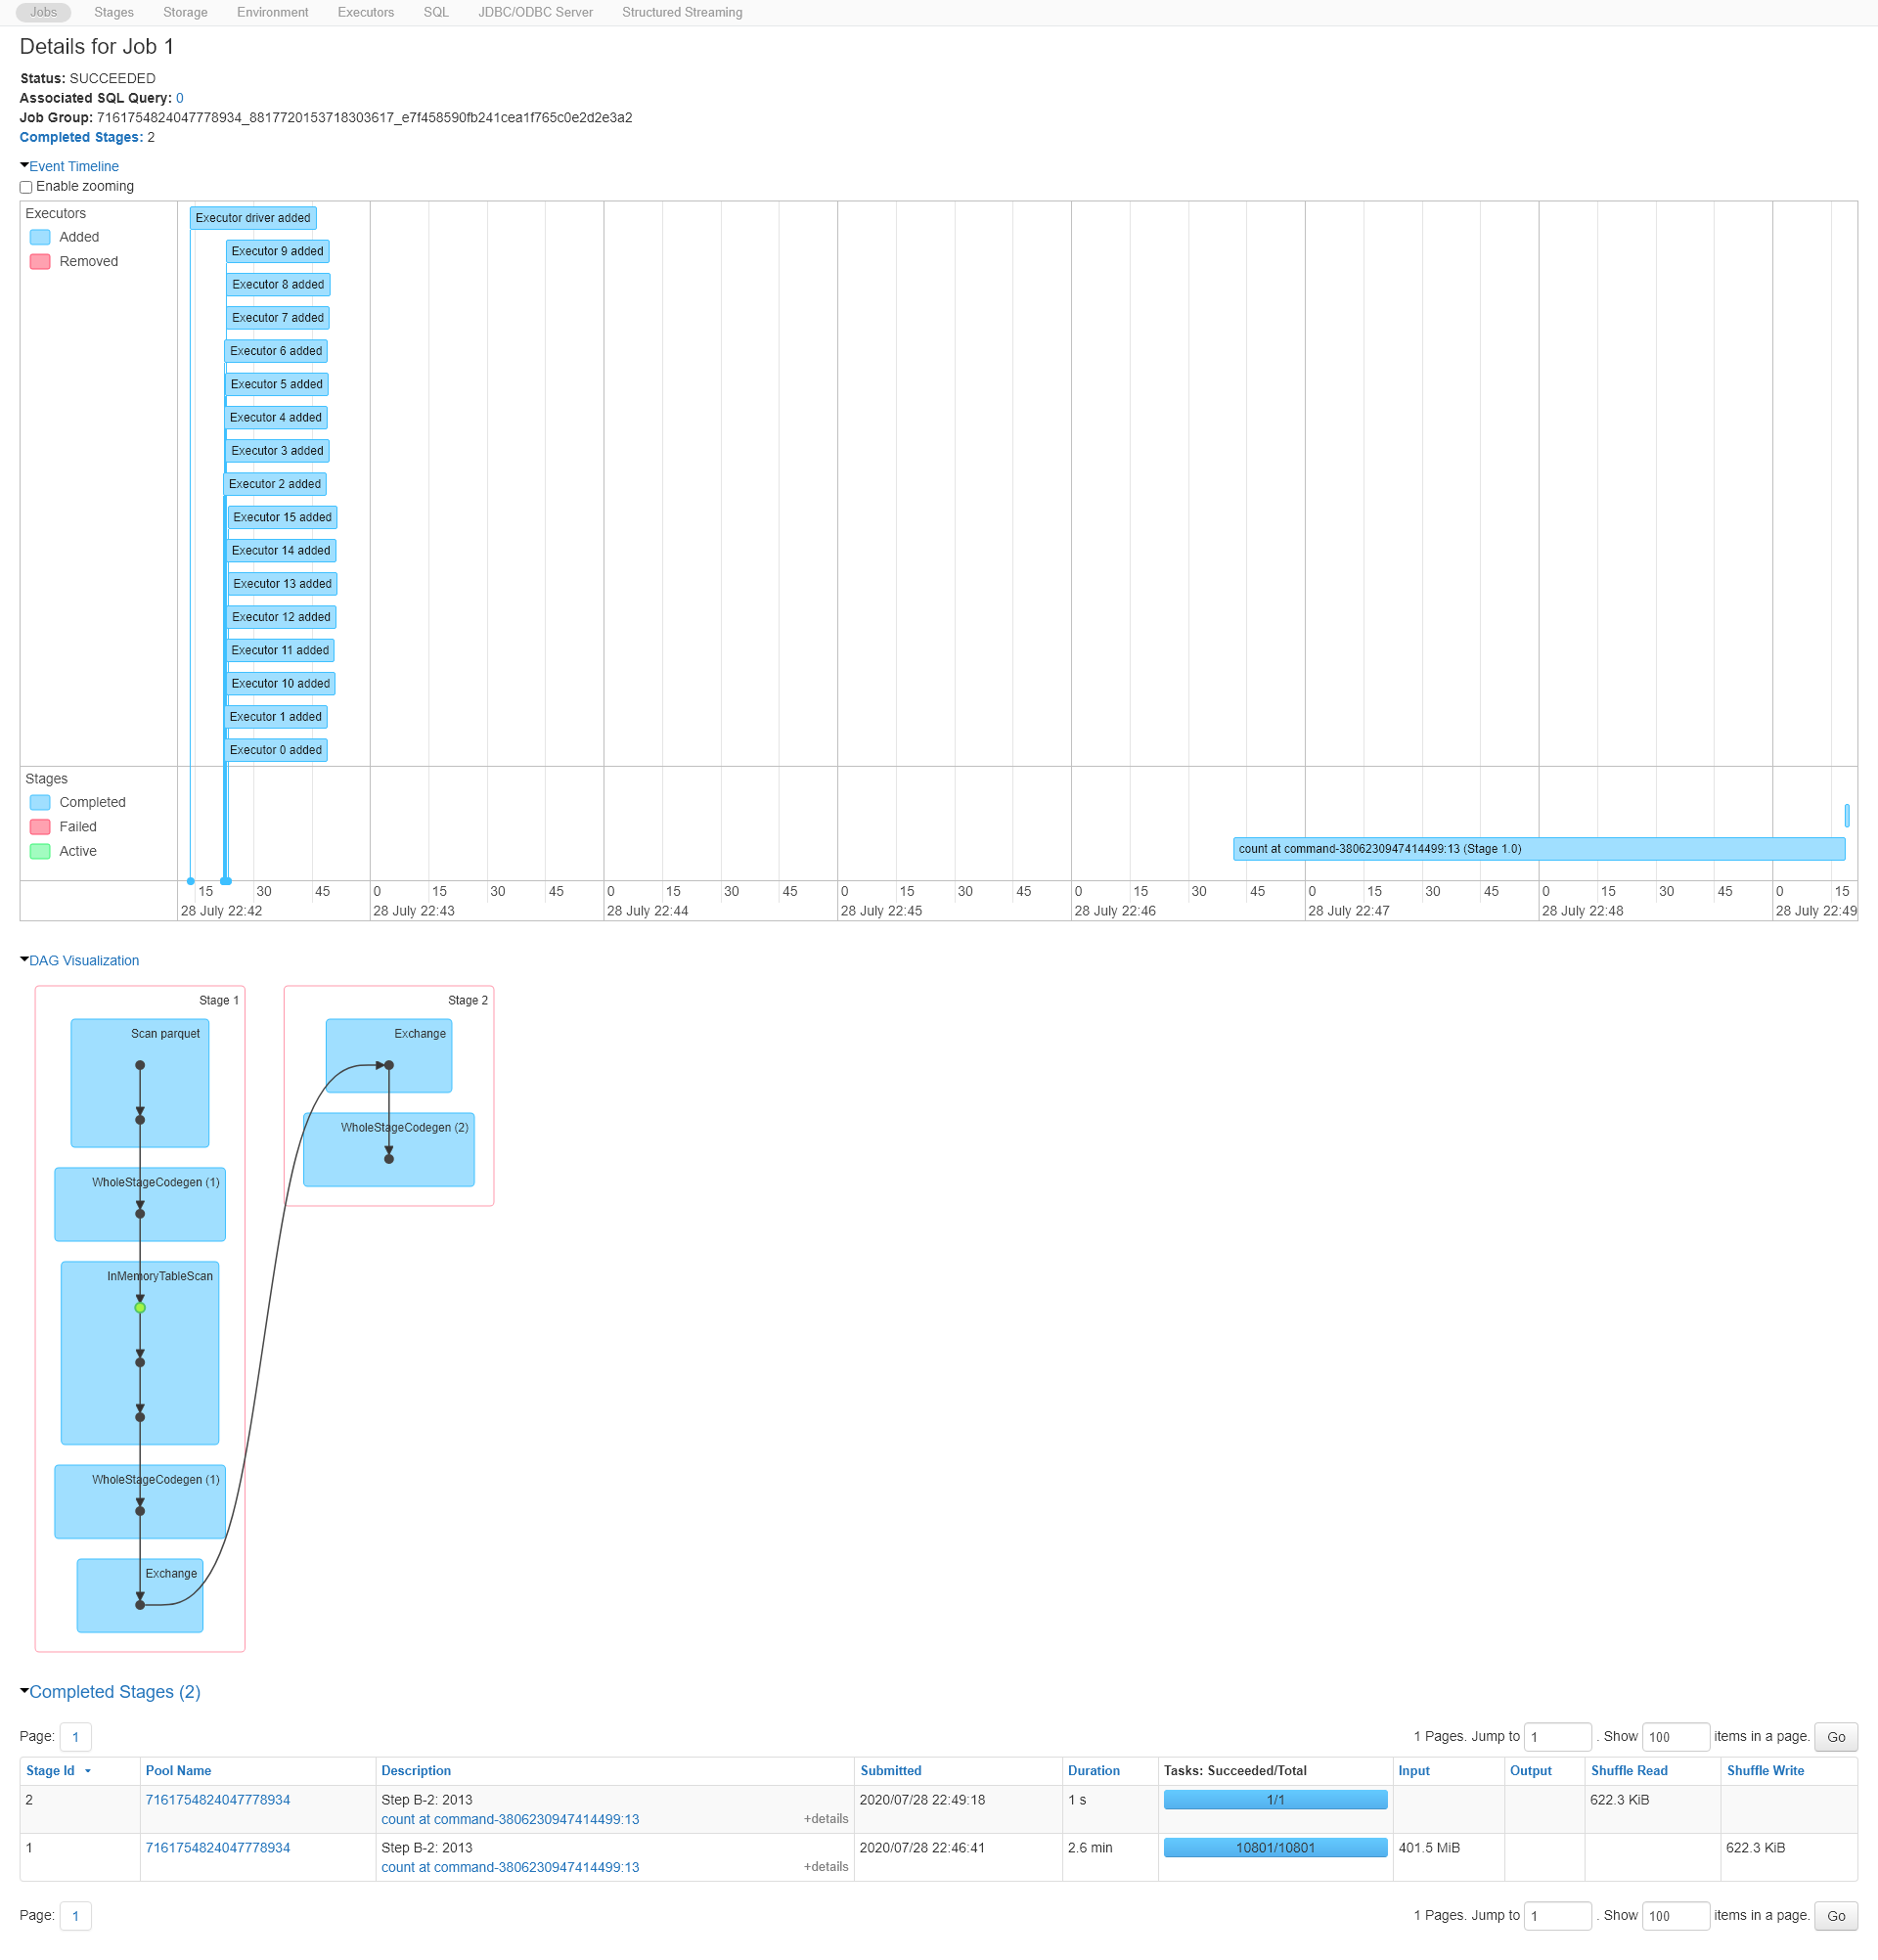 Jobs Stages Storage Environment Executors SQL JDBC/ODBC Server Structured Streaming
Details for Job 1
Status: SUCCEEDED
Associated SQL Query: 0
Job Group: 7161754824047778934_8817720153718303617_e7f458590fb241cea1f765c0e2d2e3a2
Completed Stages: 2
Event Timeline
Enable zooming
Executors
Added
Removed
Executor driver added
Executor 9 added
Executor 8 added
Executor 7 added
Executor 6 added
Executor 5 added
Executor 4 added
Executor 3 added
Executor 2 added
Executor 15 added
Executor 14 added
Executor 13 added
Executor 12 added
Executor 11 added
Executor 10 added
Executor 1 added
Executor 0 added
Stages
Completed
Failed
Active
count at command-3806230947414499:13 (Stage 1.0)
15 30 45 0 15 30 45 0 15 30 45 0 15 30 45 0 15 30 45 0 15 30 45 0 15 30 45 0 15
28 July 22:42 28 July 22:43 28 July 22:44 28 July 22:45 28 July 22:46 28 July 22:47 28 July 22:48 28 July 22:49
DAG Visualization
Stage 1
Scan parquet
WholeStageCodegen (1)
InMemoryTableScan
WholeStageCodegen (1)
Exchange
Stage 2
Exchange
WholeStageCodegen (2)
Completed Stages (2)
Page: 1 1 Pages. Jump to 1 . Show 100 items in a page. Go
Stage Id Pool Name Description Submitted Duration Tasks: Succeeded/Total Input Output Shuffle Read Shuffle Write
2 7161754824047778934 Step B-2: 2013 2020/07/28 22:49:18 1 s 1/1 622.3 KiB
count at command-3806230947414499:13 +details
1 7161754824047778934 Step B-2: 2013 2020/07/28 22:46:41 2.6 min 10801/10801 401.5 MiB 622.3 KiB
count at command-3806230947414499:13 +details
Page: 1 1 Pages. Jump to 1 . Show 100 items in a page. Go